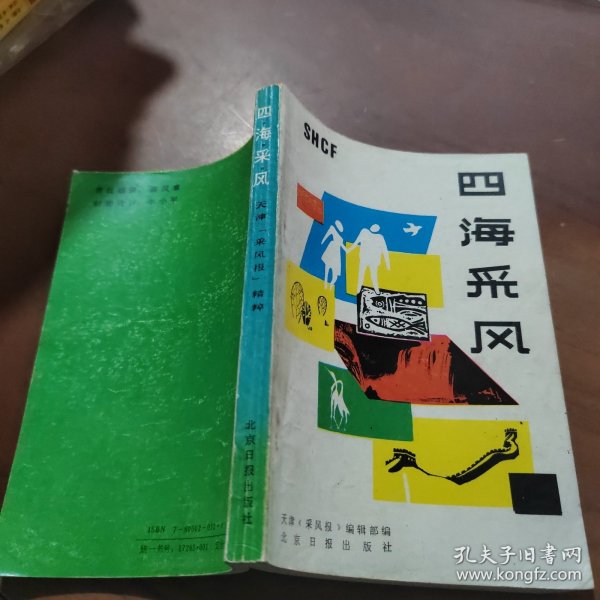 SHCF
四海采风
天津《采风报》编辑部编
北京日报出版社
四海采风
天津「采风报」精粹
北京日报出版社
孔夫子旧书网
www.kongfz.com